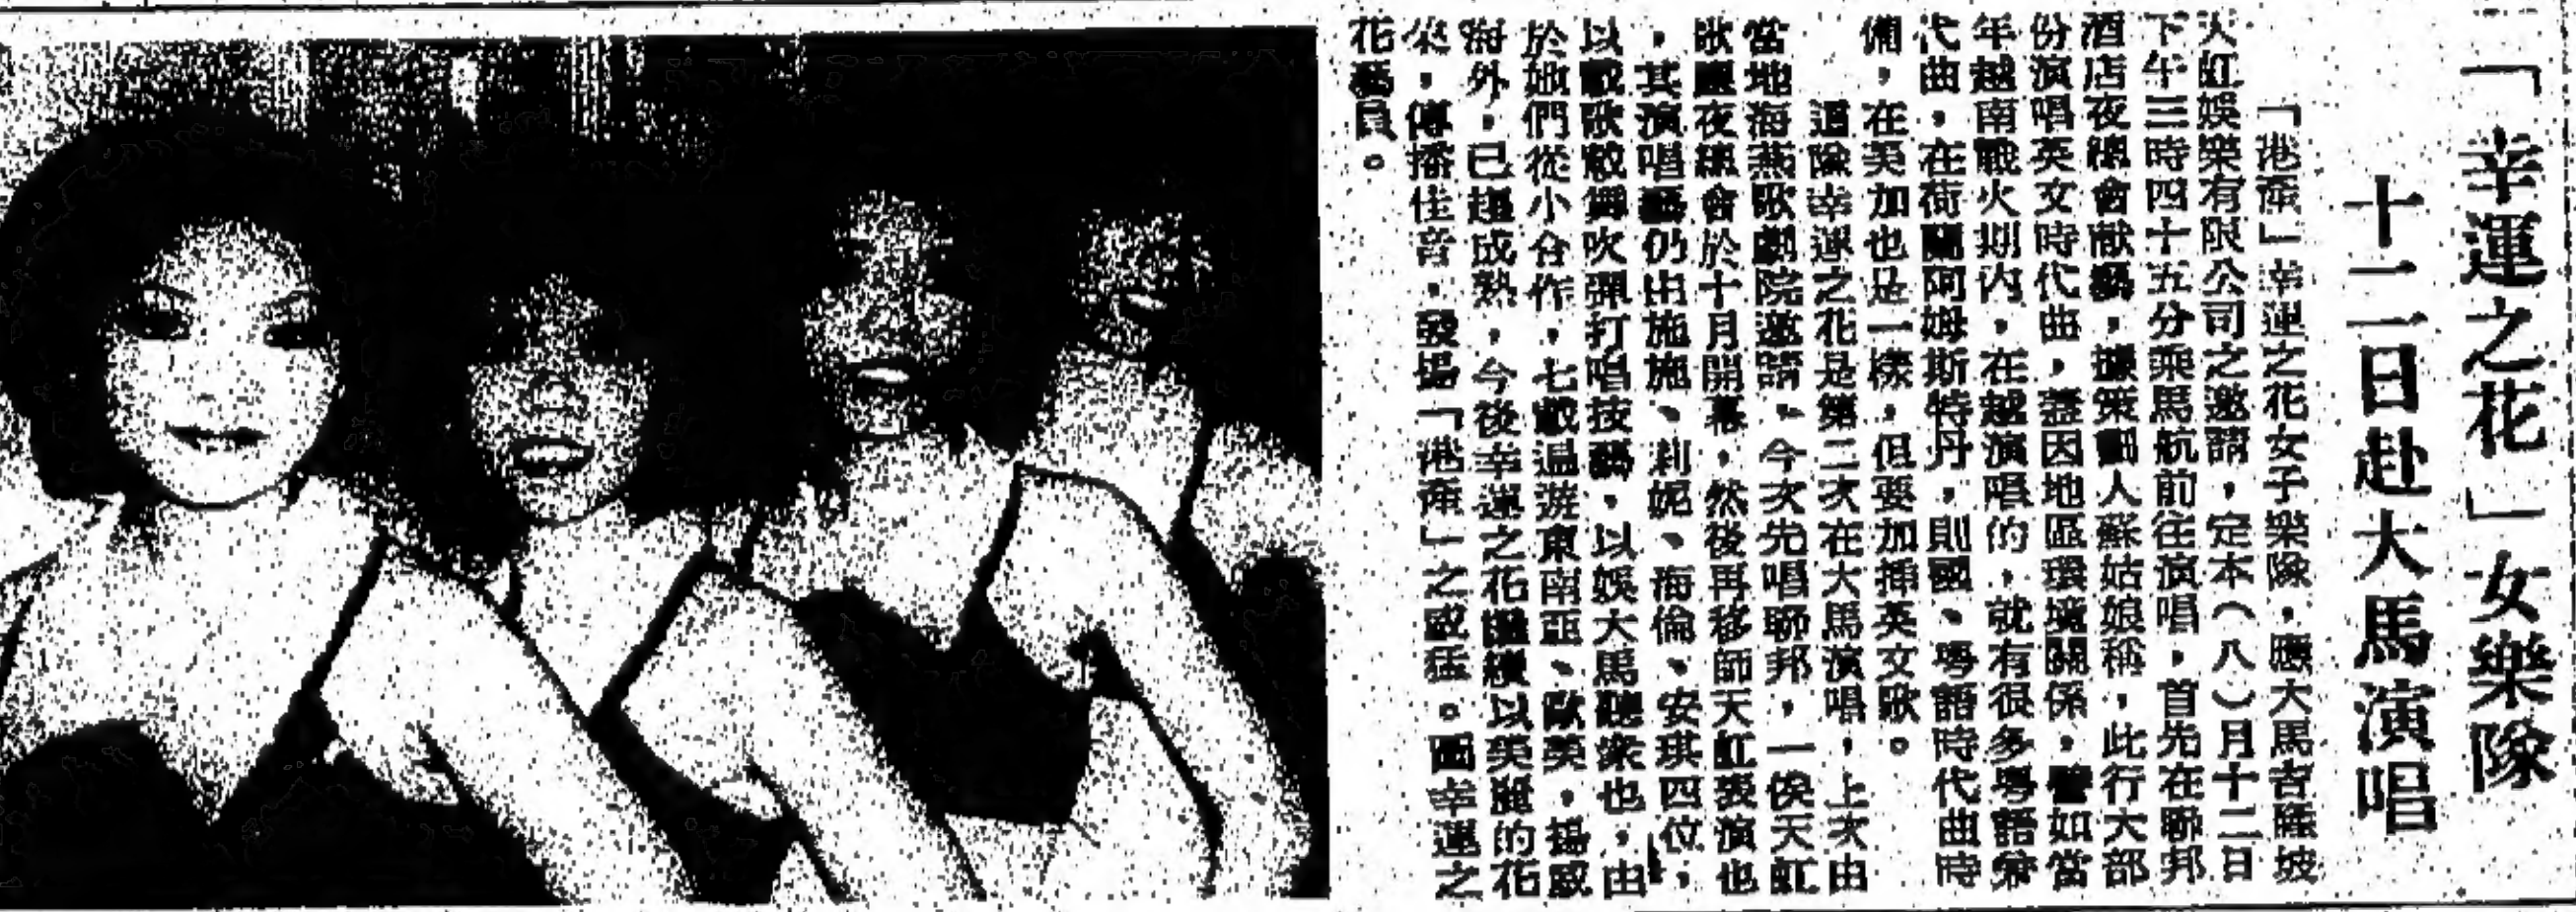 「幸運之花」女樂隊
十二日赴大馬演唱
「港產」幸運之花女子樂隊，應大馬吉隆坡
天虹娛樂有限公司之邀請，定本（八）月十二日
下午三時四十五分乘馬航前往演唱，首先在聯邦
酒店夜總會献藝，據策劃人蘇姑娘稱，此行大部
份演唱英文時代曲，蓋因地區環境關係，譬如當
年越南戰火期內，在越演唱的，就有很多粵語
代曲，在荷蘭阿姆斯特丹，則國、粵語時代曲時
備，在美加也是一樣，但要加插英文歌。
這隊幸運之花是第二次在大馬演唱，上次由
當地海燕歌劇院邀請，今次先唱聯邦，一俟天虹
歌廳夜總會於十月開幕，然後再移師天虹表演也
，其演唱藝仍由施施、莉妮、海倫、安琪四位，
以載歌載舞吹彈打唱按藝，以娛大馬聽衆也，由
於她們從小合作，七載温遊東南亞、歐美，揚威
海外，已趨成熟，今後幸運之花繼續以美麗的花
朵，傳播佳音，發揚「港產」之威猛。圖幸運之
花藝員。